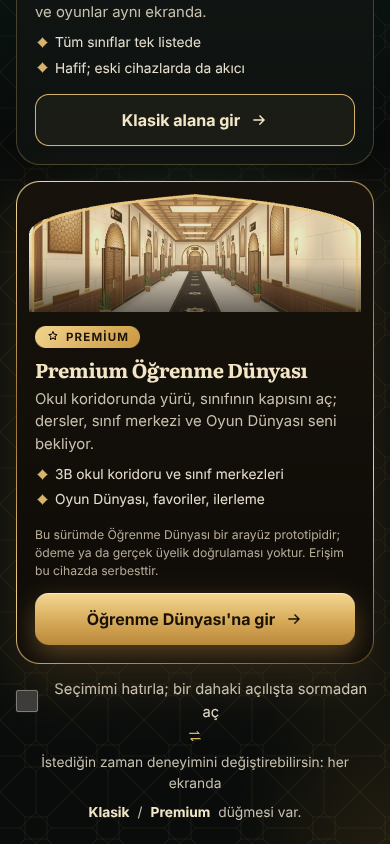 ve oyunlar aynı ekranda.
Tüm sınıflar tek listede
Hafif; eski cihazlarda da akıcı
Klasik alana gir →
PREMİUM
Premium Öğrenme Dünyası
Okul koridorunda yürü, sınıfının kapısını aç;
dersler, sınıf merkezi ve Oyun Dünyası seni
bekliyor.
3B okul koridoru ve sınıf merkezleri
Oyun Dünyası, favoriler, ilerleme
Bu sürümde Öğrenme Dünyası bir arayüz prototipidir;
ödeme ya da gerçek üyelik doğrulaması yoktur. Erişim
bu cihazda serbesttir.
Öğrenme Dünyası'na gir →
Seçimimi hatırla; bir dahaki açılışta sormadan
aç
İstediğin zaman deneyimini değiştirebilirsin: her
ekranda
Klasik / Premium düğmesi var.